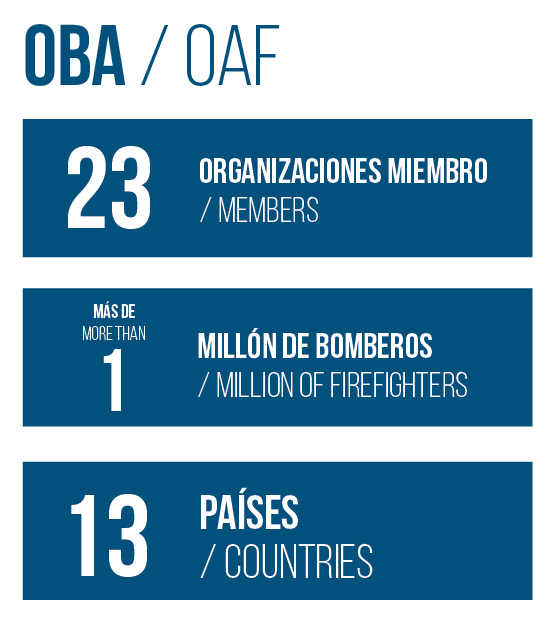 OBA / OAF
23
ORGANIZACIONES MIEMBRO
/ MEMBERS
MÁS DE
MORE THAN
1
MILLÓN DE BOMBEROS
/ MILLION OF FIREFIGHTERS
13
PAÍSES
/ COUNTRIES